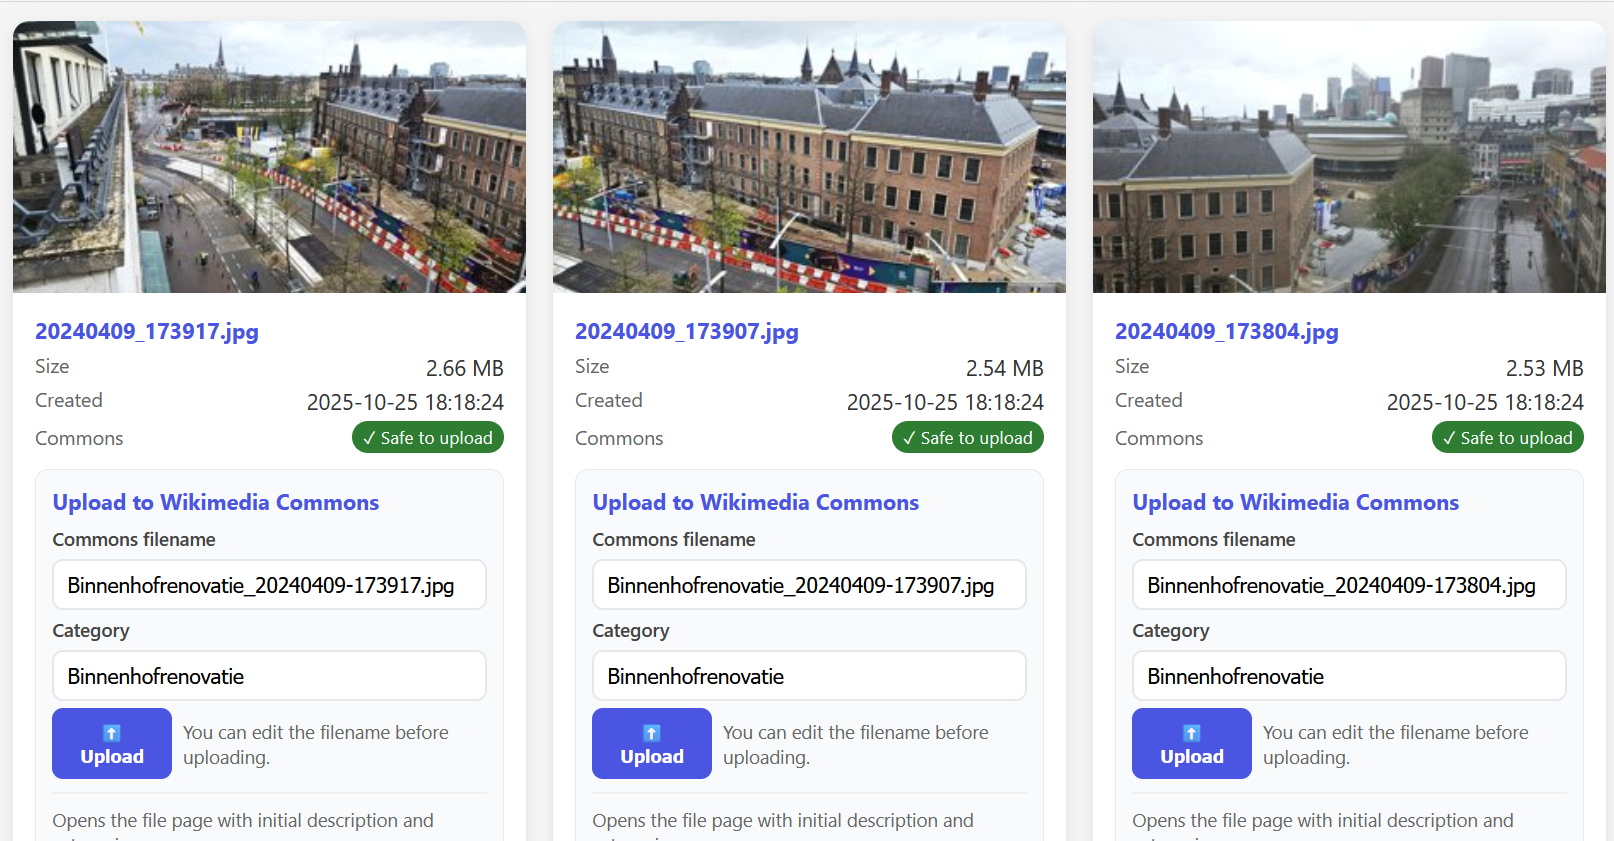 20240409_173917.jpg
Size 2.66 MB
Created 2025-10-25 18:18:24
Commons ✓ Safe to upload
Upload to Wikimedia Commons
Commons filename
Binnenhofrenovatie_20240409-173917.jpg
Category
Binnenhofrenovatie
Upload
You can edit the filename before
uploading.
Opens the file page with initial description and
20240409_173907.jpg
Size 2.54 MB
Created 2025-10-25 18:18:24
Commons ✓ Safe to upload
Upload to Wikimedia Commons
Commons filename
Binnenhofrenovatie_20240409-173907.jpg
Category
Binnenhofrenovatie
Upload
You can edit the filename before
uploading.
Opens the file page with initial description and
20240409_173804.jpg
Size 2.53 MB
Created 2025-10-25 18:18:24
Commons ✓ Safe to upload
Upload to Wikimedia Commons
Commons filename
Binnenhofrenovatie_20240409-173804.jpg
Category
Binnenhofrenovatie
Upload
You can edit the filename before
uploading.
Opens the file page with initial description and